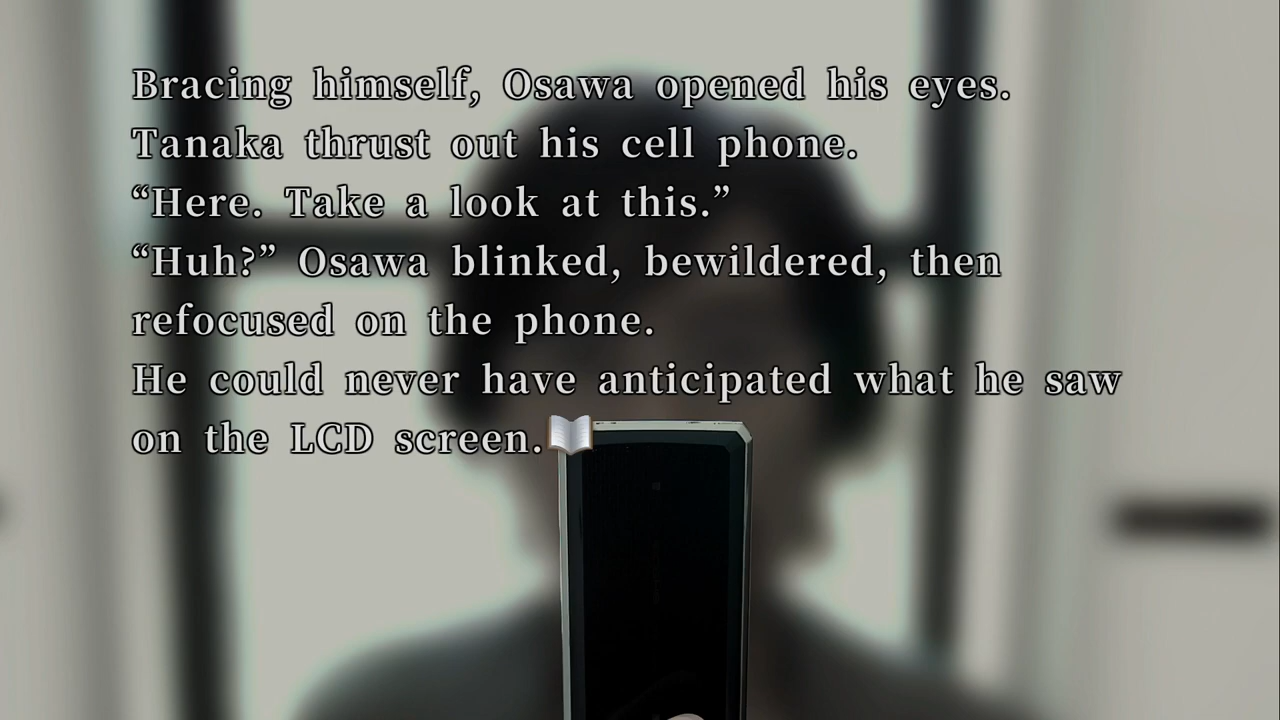 Bracing himself, Osawa opened his eyes.
Tanaka thrust out his cell phone.
“Here. Take a look at this.”
“Huh?” Osawa blinked, bewildered, then
refocused on the phone.
He could never have anticipated what he saw
on the LCD screen.